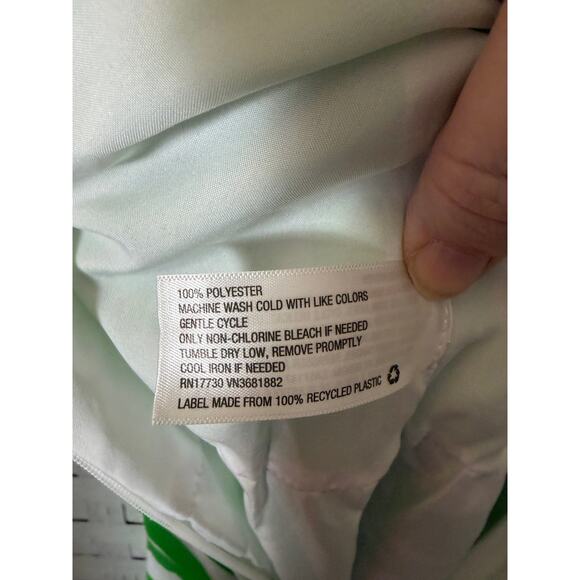 100% POLYESTER
MACHINE WASH COLD WITH LIKE COLORS
GENTLE CYCLE
ONLY NON-CHLORINE BLEACH IF NEEDED
TUMBLE DRY LOW, REMOVE PROMPTLY
COOL IRON IF NEEDED
RN17730 VN3681882
LABEL MADE FROM 100% RECYCLED PLASTIC